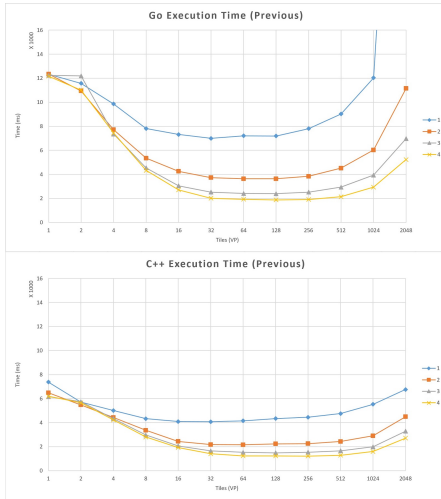 Go Execution Time (Previous)
X 1000
Time (ms)
16
14
12
10
8
6
4
2
0
1 2 4 8 16 32 64 128 256 512 1024 2048
Tiles (VP)
1
2
3
4
C++ Execution Time (Previous)
X 1000
Time (ms)
16
14
12
10
8
6
4
2
0
1 2 4 8 16 32 64 128 256 512 1024 2048
Tiles (VP)
1
2
3
4